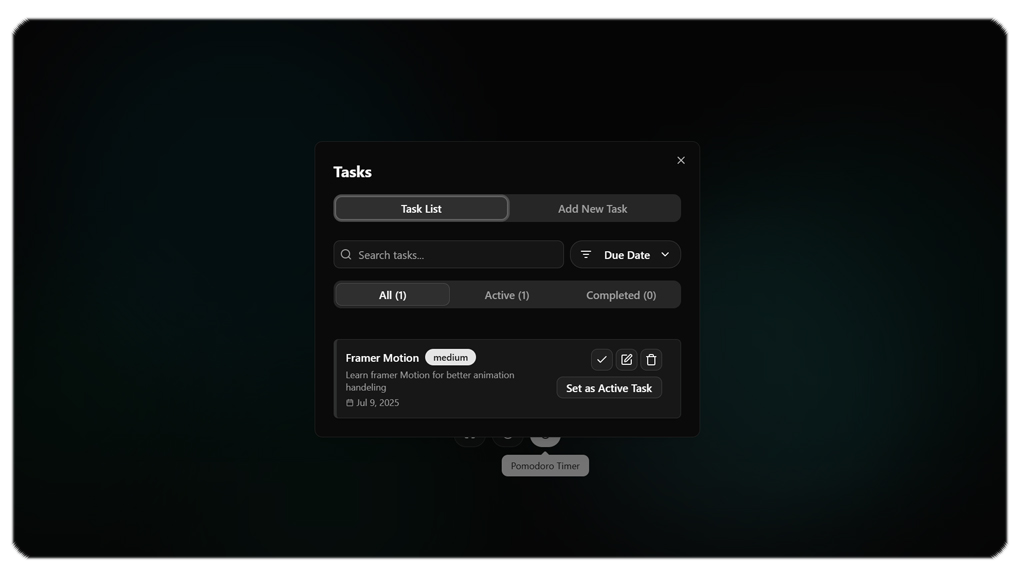 Tasks
Task List
Add New Task
Search tasks...
Due Date
All (1)
Active (1)
Completed (0)
Framer Motion
medium
Learn framer Motion for better animation
handeling
Set as Active Task
Jul 9, 2025
Pomodoro Timer